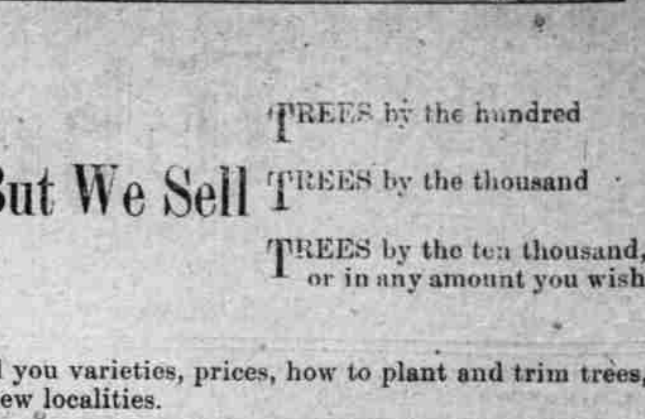 TREES by the hundred
But We Sell TREES by the thousand
TREES by the ten thousand,
or in any amount you wish
you varieties, prices, how to plant and trim trees,
ew localities.